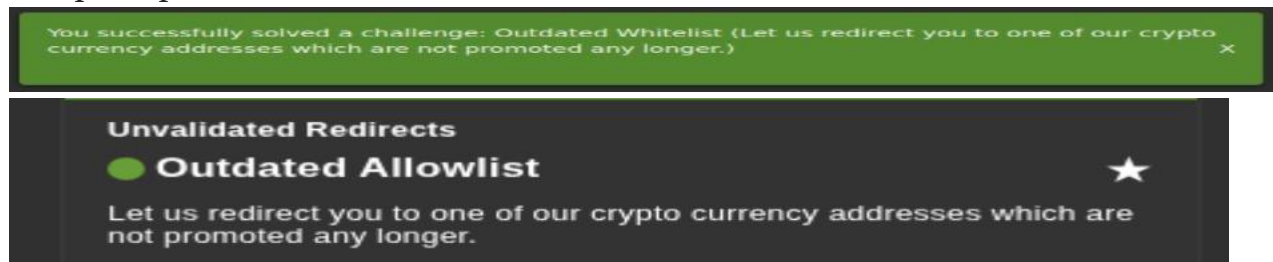 You successfully solved a challenge: Outdated Whitelist (Let us redirect you to one of our crypto
currency addresses which are not promoted any longer.)
Unvalidated Redirects
Outdated Allowlist
Let us redirect you to one of our crypto currency addresses which are
not promoted any longer.